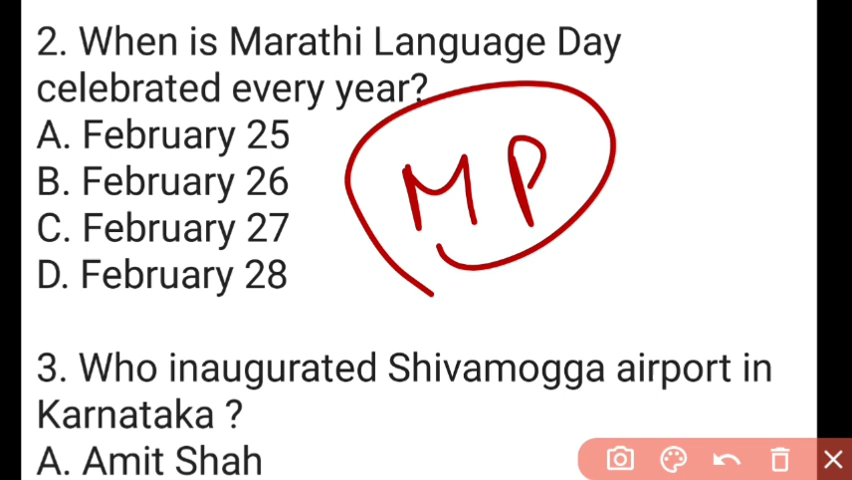 2. When is Marathi Language Day
celebrated every year?
A. February 25
B. February 26
C. February 27
D. February 28
MP
3. Who inaugurated Shivamogga airport in
Karnataka ?
A. Amit Shah